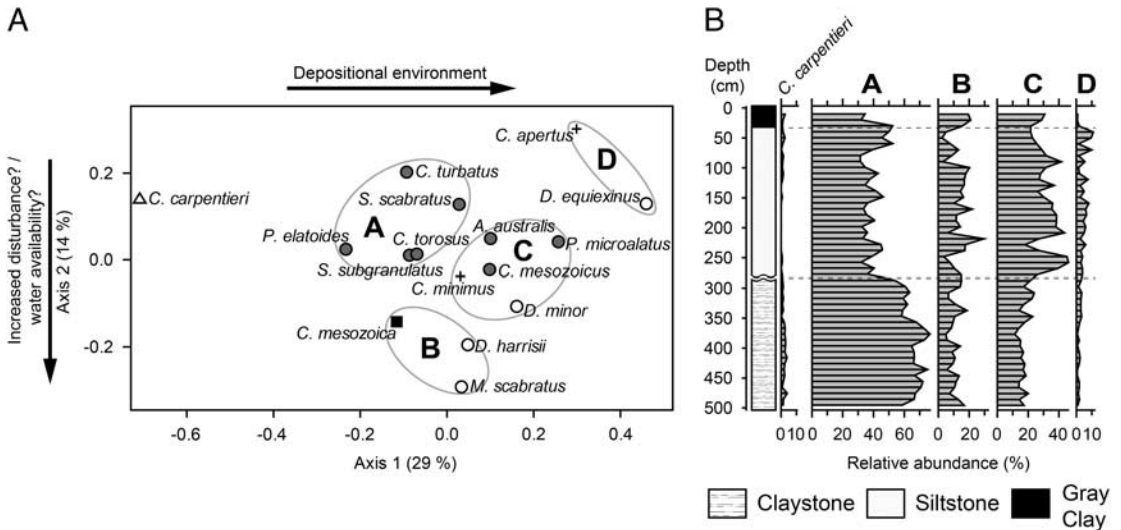 A
Depositional environment
Increased disturbance? /
water availability?
Axis 2 (14 %)
0.2
0.0
-0.2
C. apertus
D
D. equiexinus
C. turbatus
C. carpentieri
S. scabratus
A
P. elatoides
C. torosus
S. subgranulatus
A. australis
C
P. microalatus
C. mesozoicus
C. minimus
D. minor
C. mesozoica
B
D. harrisii
M. scabratus
-0.6 -0.4 -0.2 0.0 0.2 0.4
Axis 1 (29 %)
B
Depth
(cm)
C. carpentieri
A B C D
0
50
100
150
200
250
300
350
400
450
500
0 10 0 20 40 60 0 20 0 20 40 0 10
Relative abundance (%)
Claystone
Siltstone
Gray
Clay